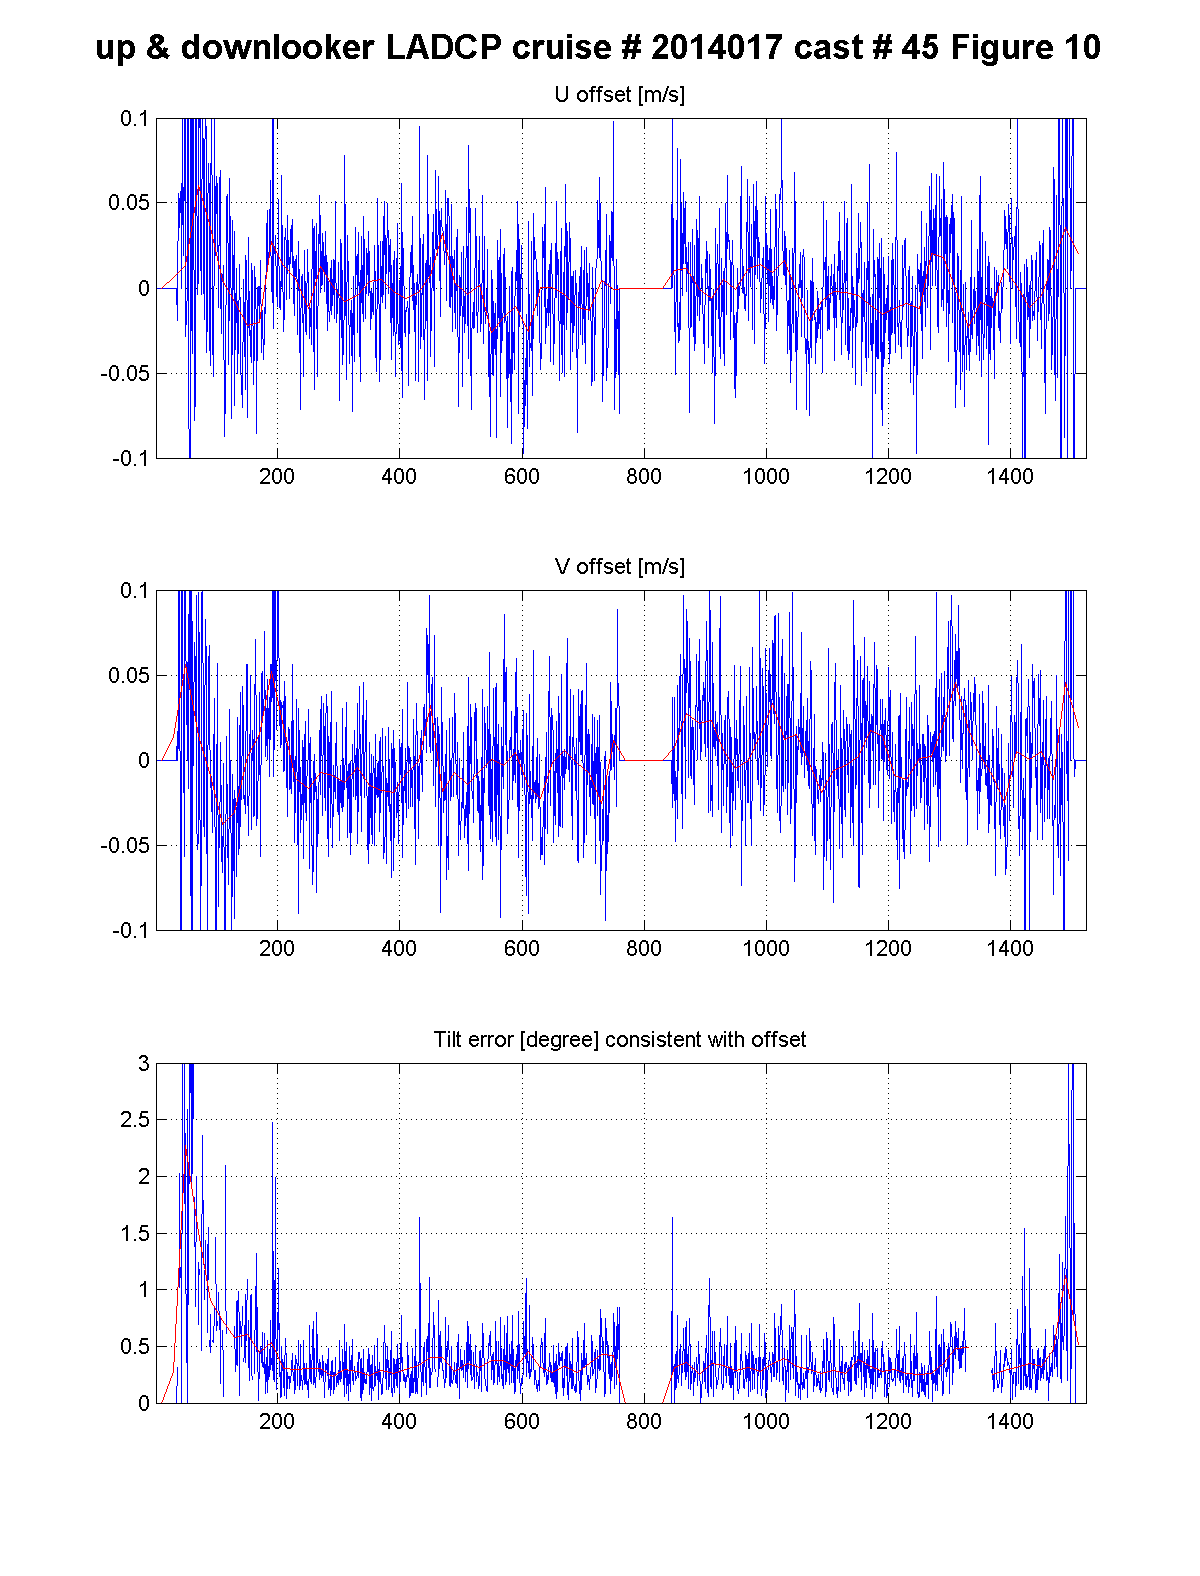 up & downlooker LADCP cruise # 2014017 cast # 45 Figure 10
U offset [m/s]
0.1
0.05
0
-0.05
-0.1
200 400 600 800 1000 1200 1400
V offset [m/s]
0.1
0.05
0
-0.05
-0.1
200 400 600 800 1000 1200 1400
Tilt error [degree] consistent with offset
3
2.5
2
1.5
1
0.5
0
200 400 600 800 1000 1200 1400